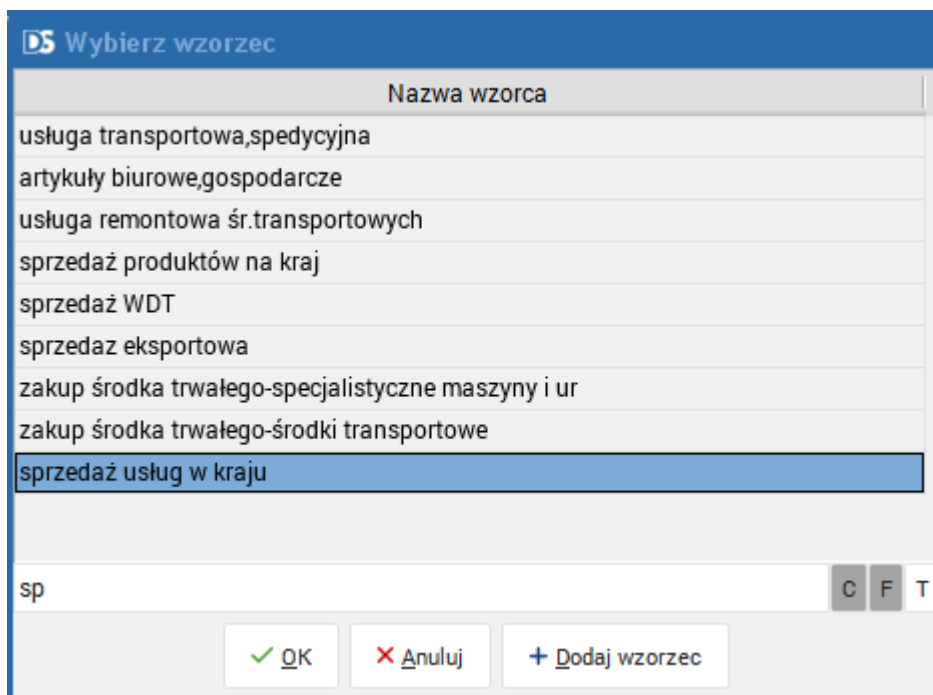 DS Wybierz wzorzec
Nazwa wzorca
usługa transportowa,spedycyjna
artykuły biurowe,gospodarcze
usługa remontowa śr.transportowych
sprzedaż produktów na kraj
sprzedaż WDT
sprzedaz eksportowa
zakup środka trwałego-specjalistyczne maszyny i ur
zakup środka trwałego-środki transportowe
sprzedaż usług w kraju
sp C F T
OK Anuluj + Dodaj wzorzec